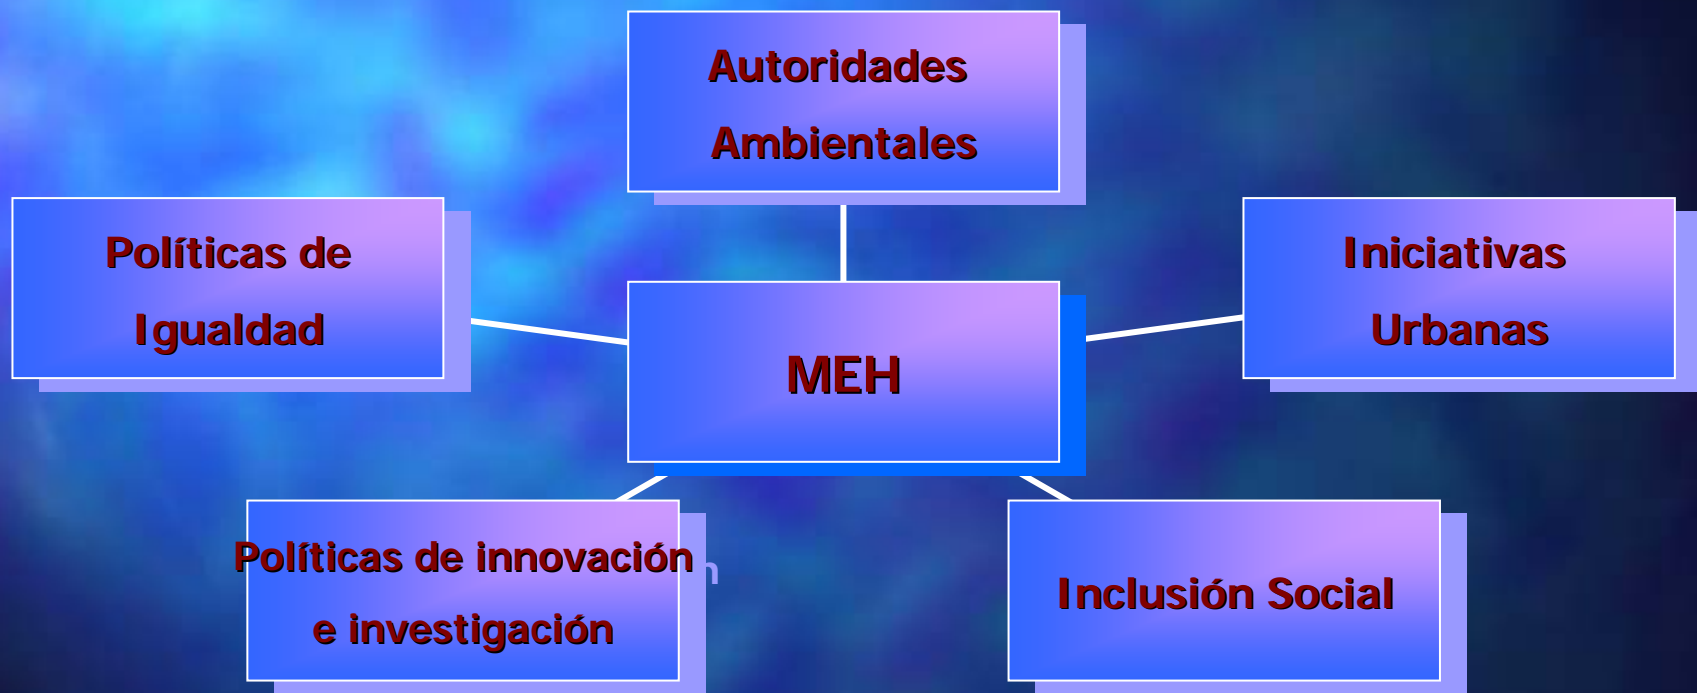 Autoridades
Ambientales
Políticas de
Igualdad
Iniciativas
Urbanas
MEH
Políticas de innovación
e investigación
Inclusión Social